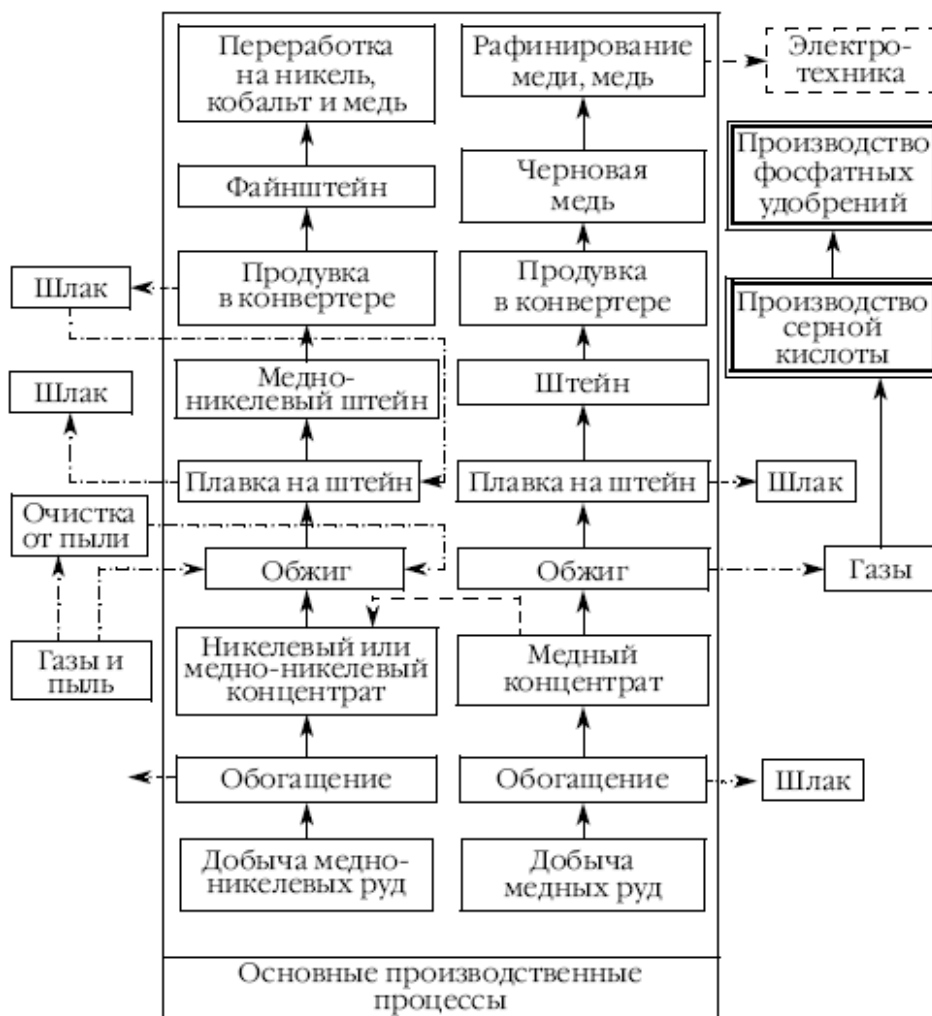 Переработка
на никель,
кобальт и медь
Рафинирование
меди, медь
Электро-
техника
Производство
фосфатных
удобрений
Файнштейн
Черновая
медь
Шлак
Продувка
в конвертере
Продувка
в конвертере
Производство
серной
кислоты
Шлак
Медно-
никелевый штейн
Штейн
Плавка на штейн
Плавка на штейн
Шлак
Очистка
от пыли
Обжиг
Обжиг
Газы
Газы и
пыль
Никелевый или
медно-никелевый
концентрат
Медный
концентрат
Обогащение
Обогащение
Шлак
Добыча медно-
никелевых руд
Добыча
медных руд
Основные производственные
процессы